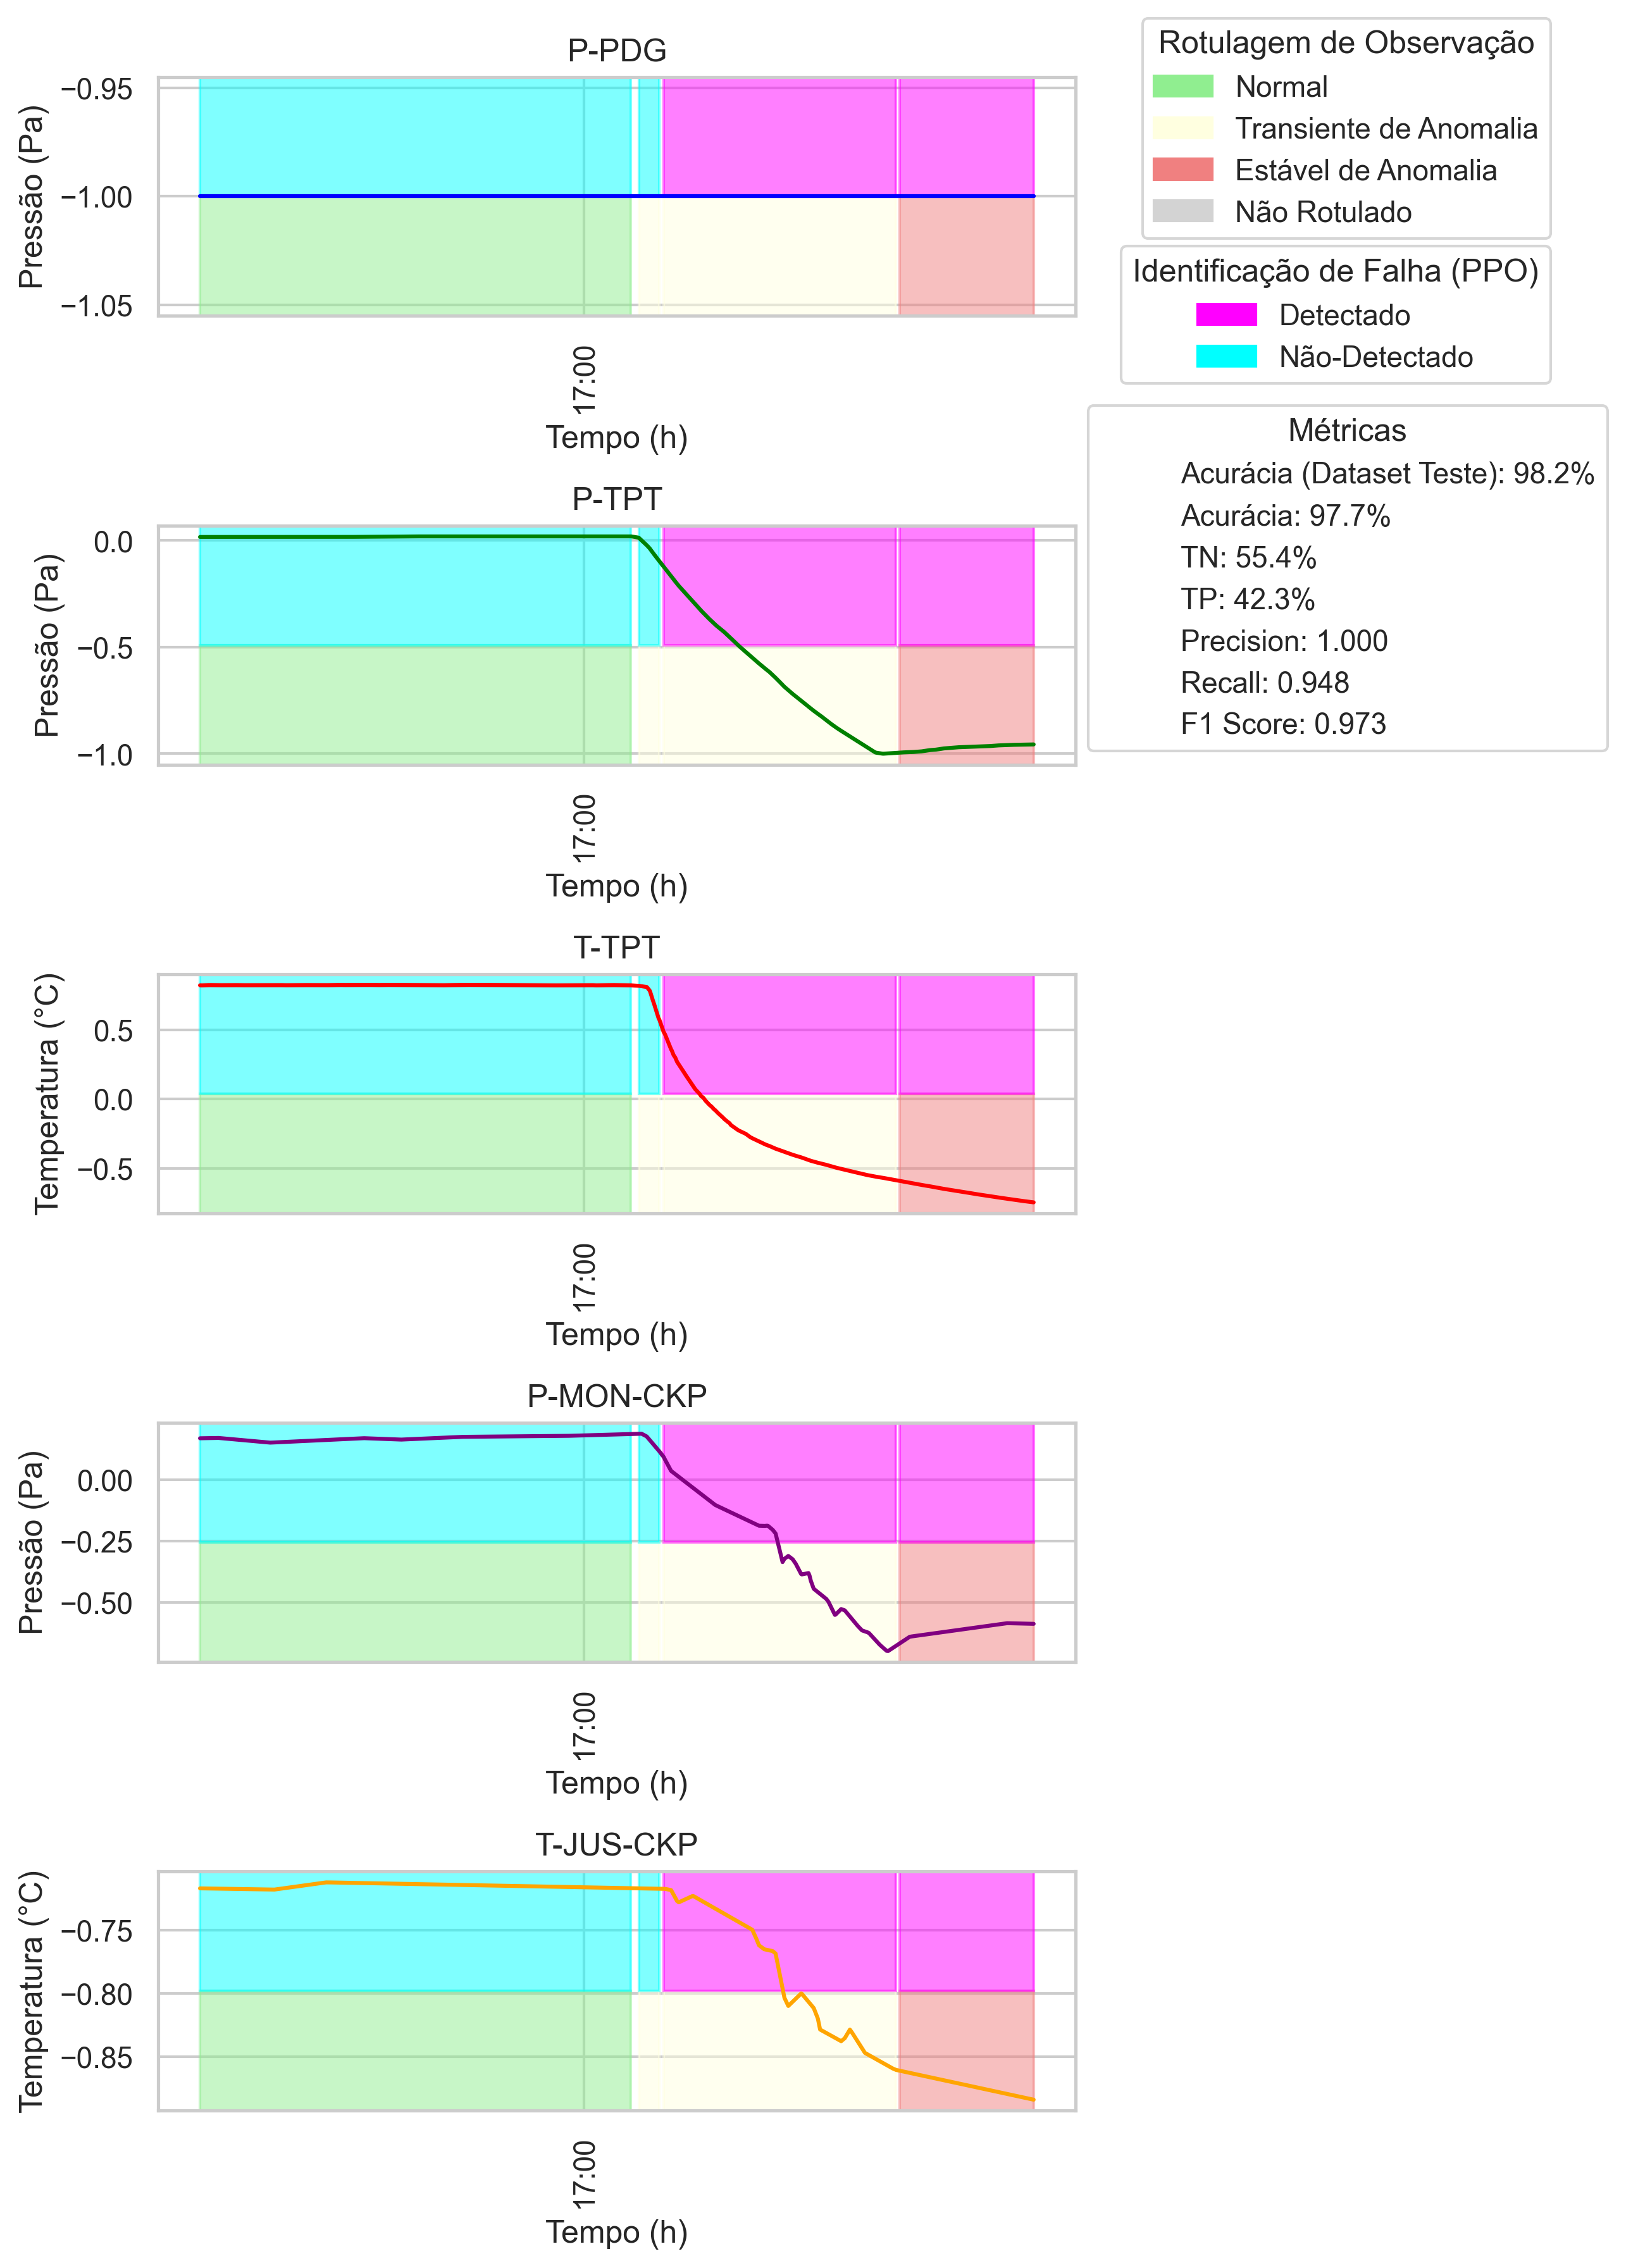 P-PDG
−0.95
−1.00
−1.05
Pressão (Pa)
17:00
Tempo (h)
Rotulagem de Observação
Normal
Transiente de Anomalia
Estável de Anomalia
Não Rotulado
Identificação de Falha (PPO)
Detectado
Não-Detectado
Métricas
Acurácia (Dataset Teste): 98.2%
Acurácia: 97.7%
TN: 55.4%
TP: 42.3%
Precision: 1.000
Recall: 0.948
F1 Score: 0.973
P-TPT
0.0
−0.5
−1.0
Pressão (Pa)
17:00
Tempo (h)
T-TPT
0.5
0.0
−0.5
Temperatura (°C)
17:00
Tempo (h)
P-MON-CKP
0.00
−0.25
−0.50
Pressão (Pa)
17:00
Tempo (h)
T-JUS-CKP
−0.75
−0.80
−0.85
Temperatura (°C)
17:00
Tempo (h)